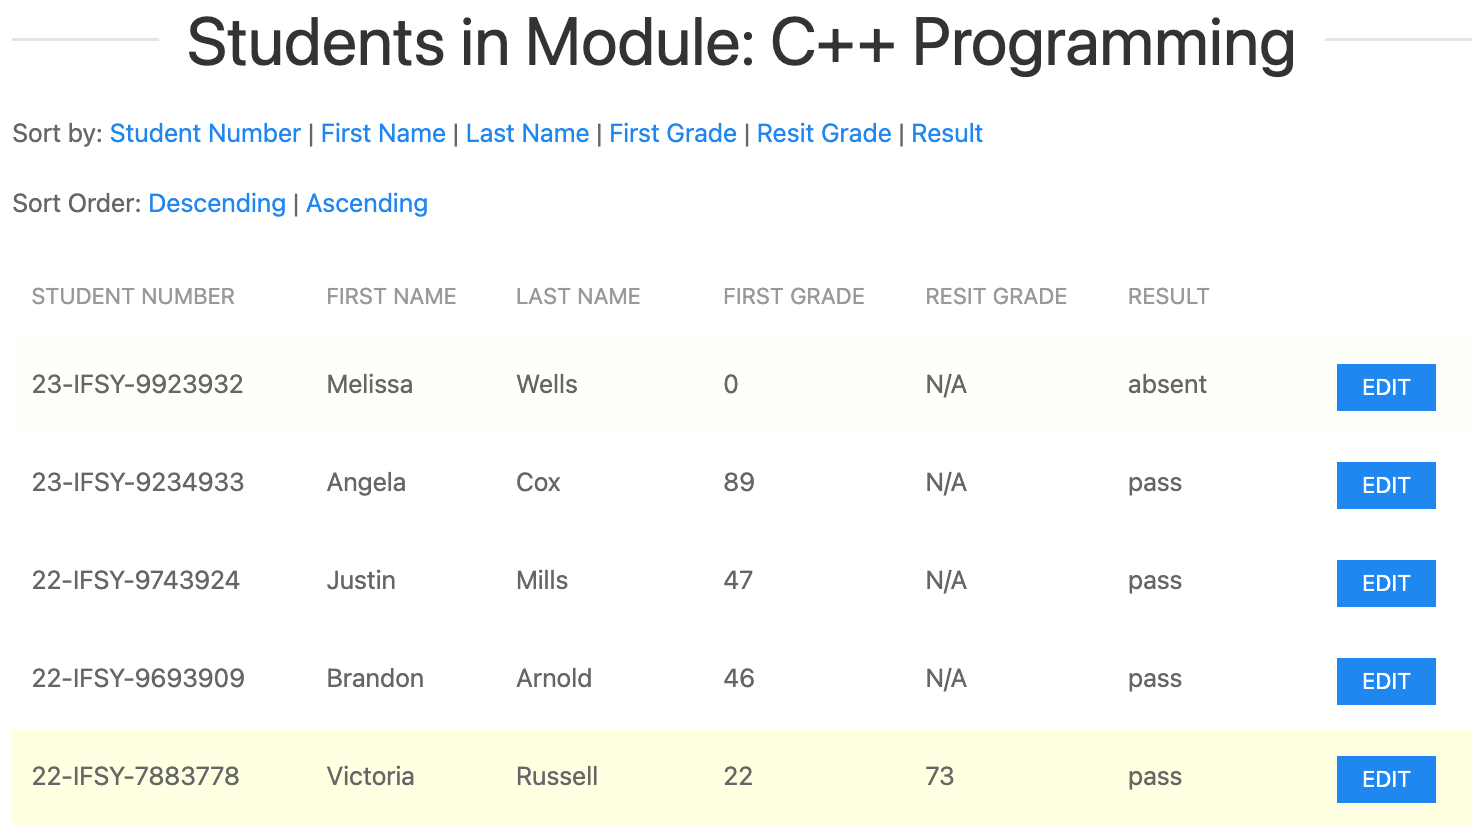 Students in Module: C++ Programming
Sort by: Student Number | First Name | Last Name | First Grade | Resit Grade | Result
Sort Order: Descending | Ascending
STUDENT NUMBER FIRST NAME LAST NAME FIRST GRADE RESIT GRADE RESULT
23-IFSY-9923932 Melissa Wells 0 N/A absent EDIT
23-IFSY-9234933 Angela Cox 89 N/A pass EDIT
22-IFSY-9743924 Justin Mills 47 N/A pass EDIT
22-IFSY-9693909 Brandon Arnold 46 N/A pass EDIT
22-IFSY-7883778 Victoria Russell 22 73 pass EDIT